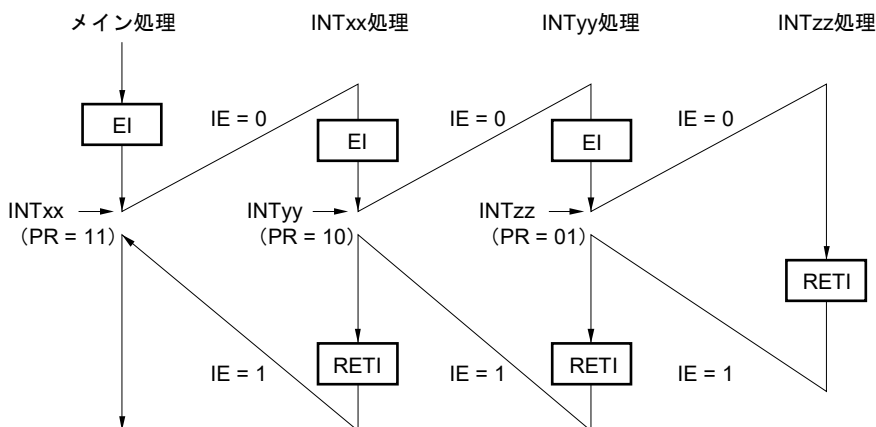 メイン処理 INTxx処理 INTyy処理 INTzz処理
EI IE = 0 EI IE = 0 EI IE = 0
INTxx INTyy INTzz
（PR = 11） （PR = 10） （PR = 01）
RETI
IE = 1 RETI IE = 1 RETI IE = 1